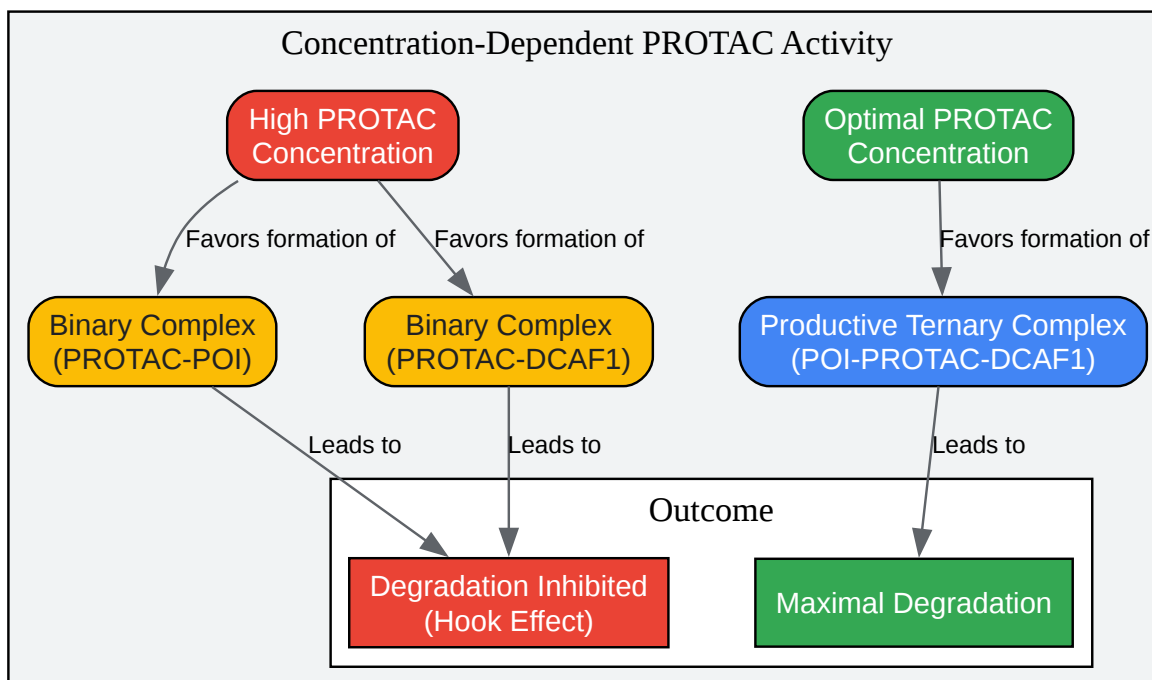 Concentration-Dependent PROTAC Activity
High PROTAC
Concentration
Optimal PROTAC
Concentration
Favors formation of
Favors formation of
Favors formation of
Binary Complex
(PROTAC-POI)
Binary Complex
(PROTAC-DCAF1)
Productive Ternary Complex
(POI-PROTAC-DCAF1)
Leads to
Leads to
Leads to
Outcome
Degradation Inhibited
(Hook Effect)
Maximal Degradation